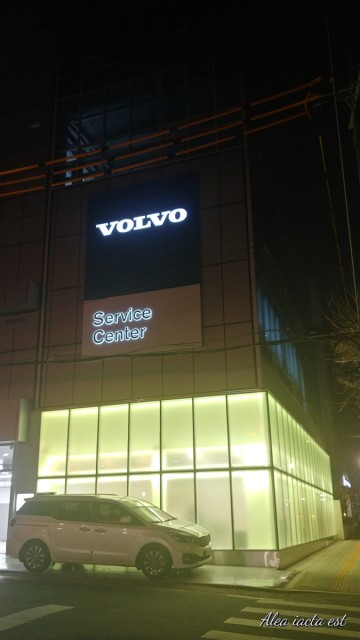 VOLVO
Service
Center
Alea iacta est